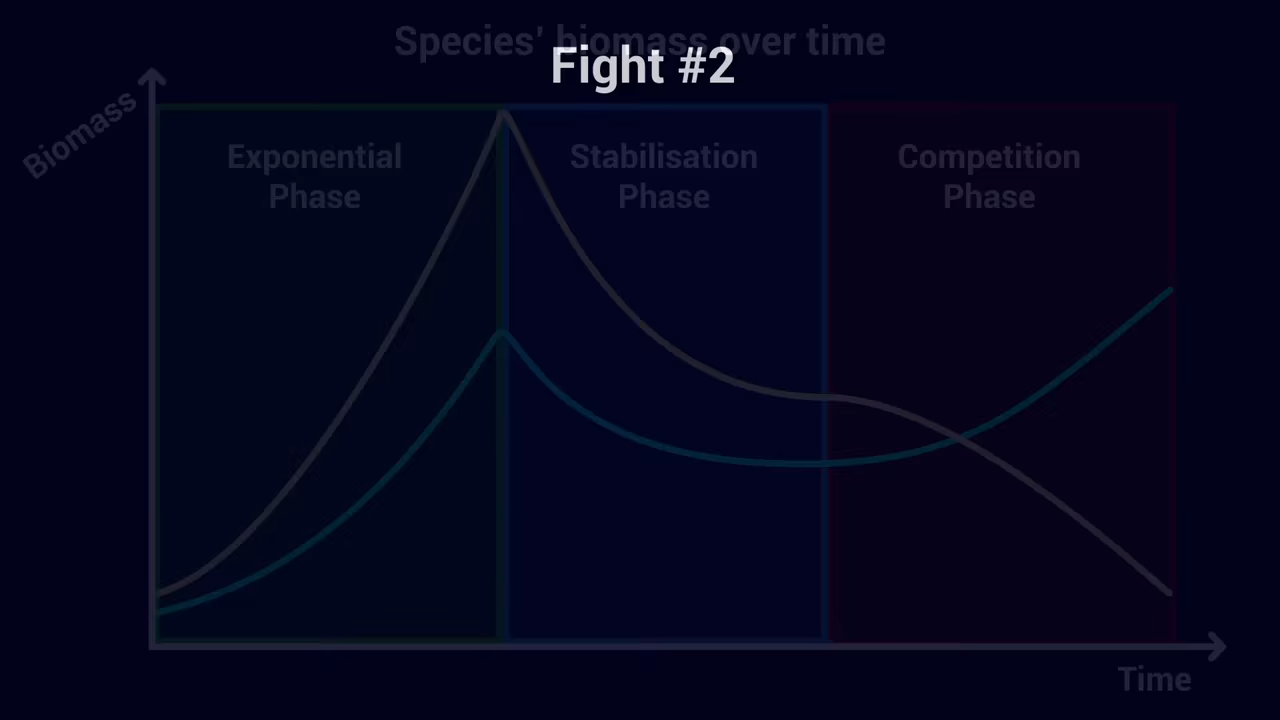 Species' biomass over time
Fight #2
Biomass
Exponential
Phase
Stabilisation
Phase
Competition
Phase
Time